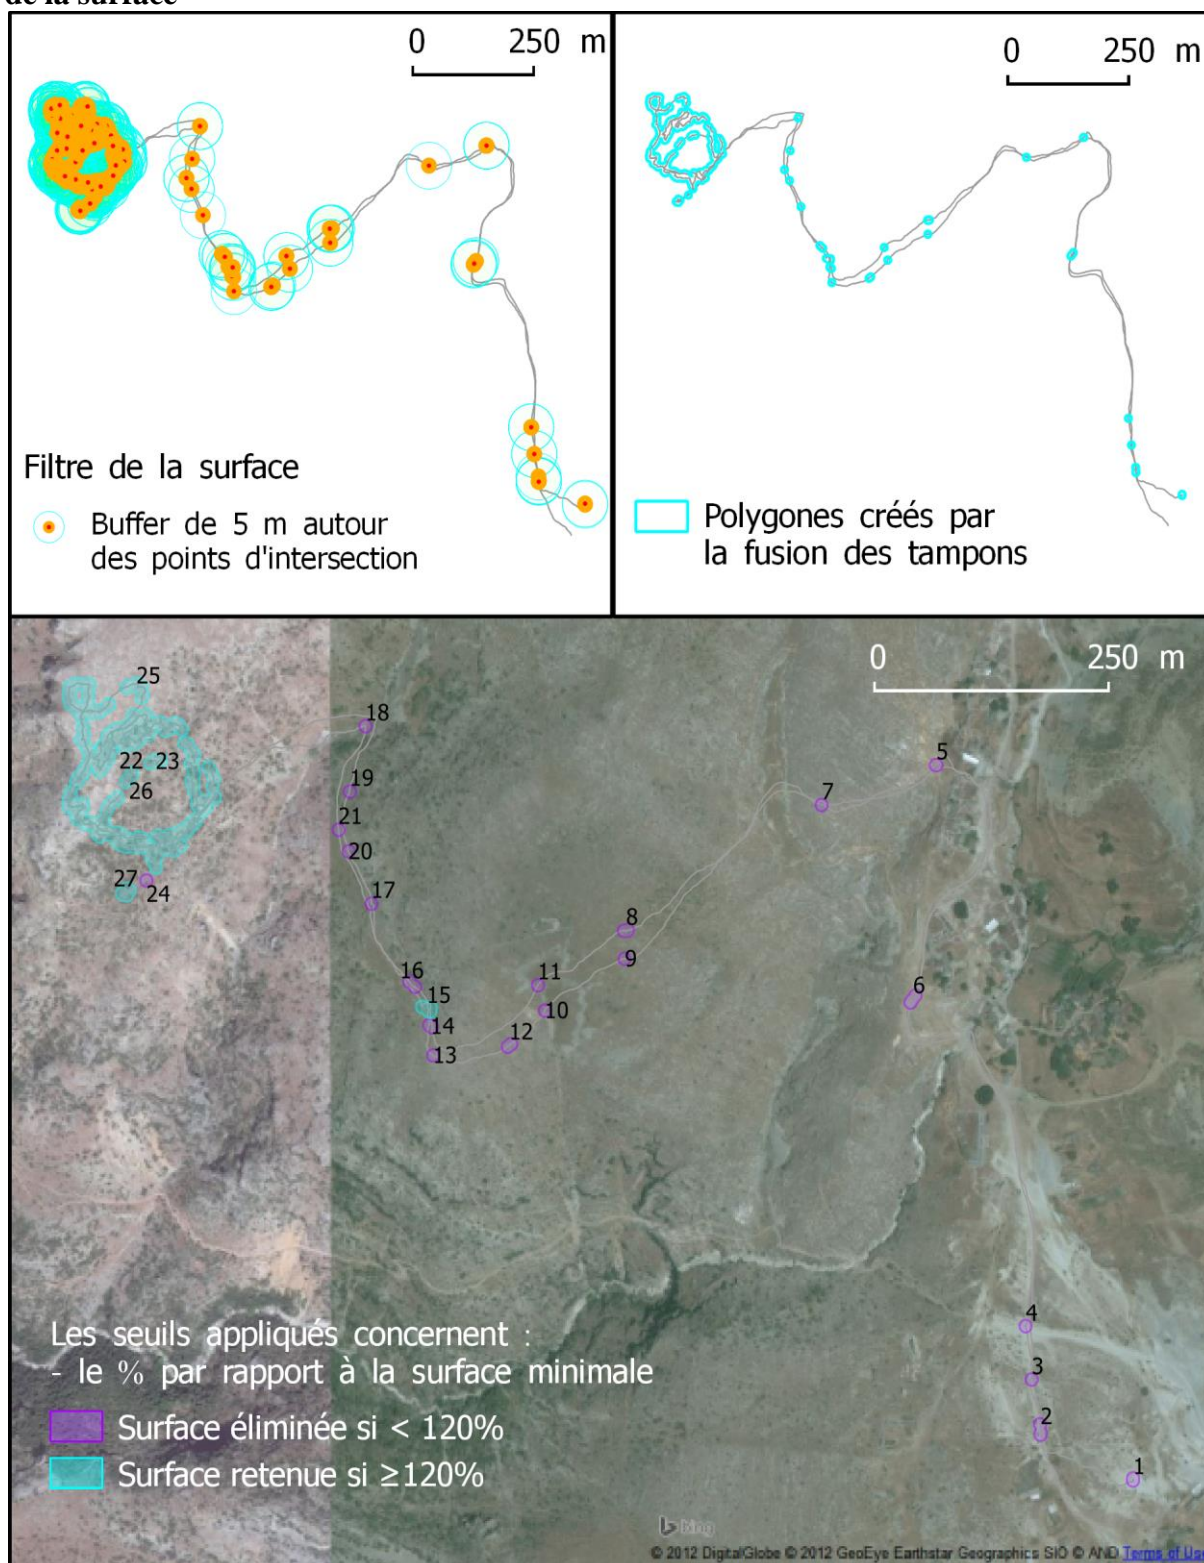 de la surface
0 250 m
0 250 m
Filtre de la surface
Buffer de 5 m autour
des points d'intersection
Polygones créés par
la fusion des tampons
0 250 m
25
18
5
22 23
19
26
7
21
20
27
24
17
8
9
16
11
6
15
10
14
12
13
4
3
2
1
Les seuils appliqués concernent :
- le % par rapport à la surface minimale
Surface éliminée si < 120%
Surface retenue si ≥120%
bing
© 2012 DigitalGlobe © 2012 GeoEye Earthstar Geographics SIO © AND Terms of Use